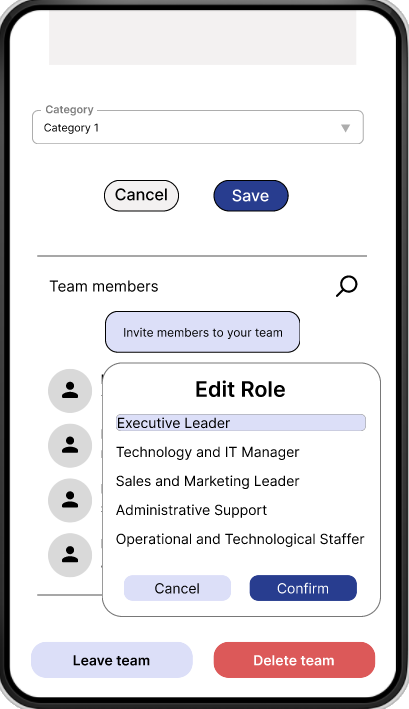 Category
Category 1
Cancel
Save
Team members
Invite members to your team
Edit Role
Executive Leader
Technology and IT Manager
Sales and Marketing Leader
Administrative Support
Operational and Technological Staffer
Cancel
Confirm
Leave team
Delete team